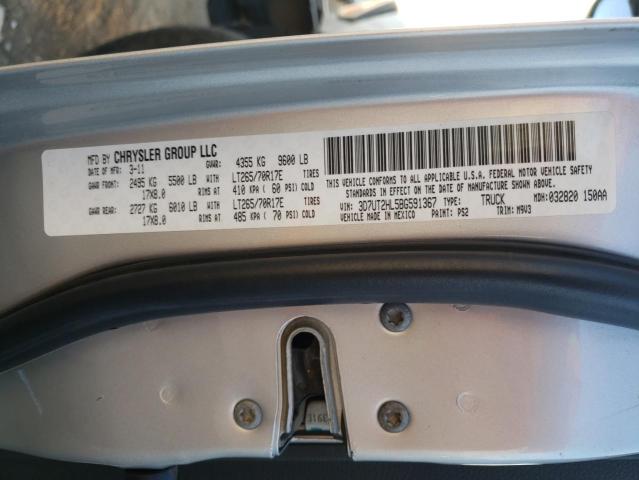 MFD BY CHRYSLER GROUP LLC
DATE OF MFR: 3-11 GVWR: 4355 KG 9600 LB
GAWR FRONT: 2495 KG 5500 LB WITH LT265/70R17E TIRES
17X8.0 RIMS AT 410 KPA ( 60 PSI) COLD
GAWR REAR: 2727 KG 6010 LB WITH LT265/70R17E TIRES
17X8.0 RIMS AT 485 KPA ( 70 PSI) COLD
THIS VEHICLE CONFORMS TO ALL APPLICABLE U.S.A. FEDERAL MOTOR VEHICLE SAFETY
STANDARDS IN EFFECT ON THE DATE OF MANUFACTURE SHOWN ABOVE.
VIN: 3D7UT2HL5BG591367 TYPE: TRUCK MDH: 032820 150AA
VEHICLE MADE IN MEXICO PAINT: PS2 TRIM: M9V3